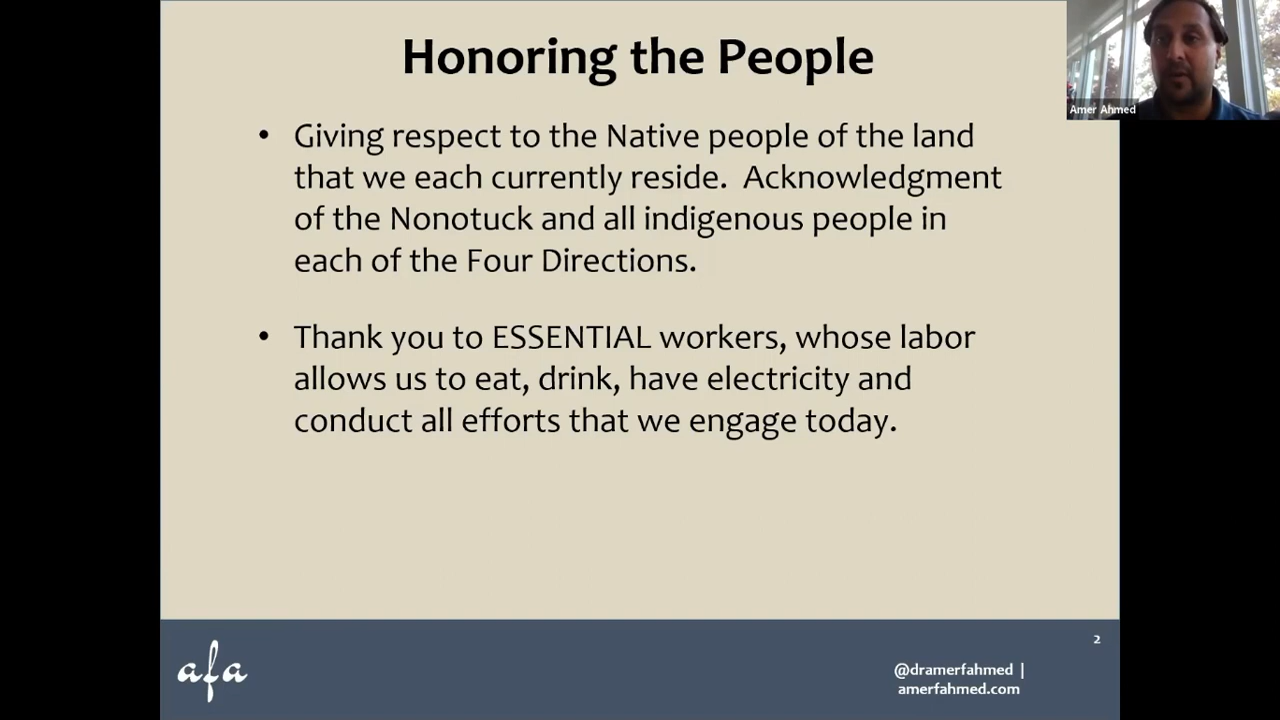 Honoring the People
Amer Ahmed
• Giving respect to the Native people of the land
that we each currently reside.  Acknowledgment
of the Nonotuck and all indigenous people in
each of the Four Directions.
• Thank you to ESSENTIAL workers, whose labor
allows us to eat, drink, have electricity and
conduct all efforts that we engage today.
2
afa
@dramerfahmed |
amerfahmed.com